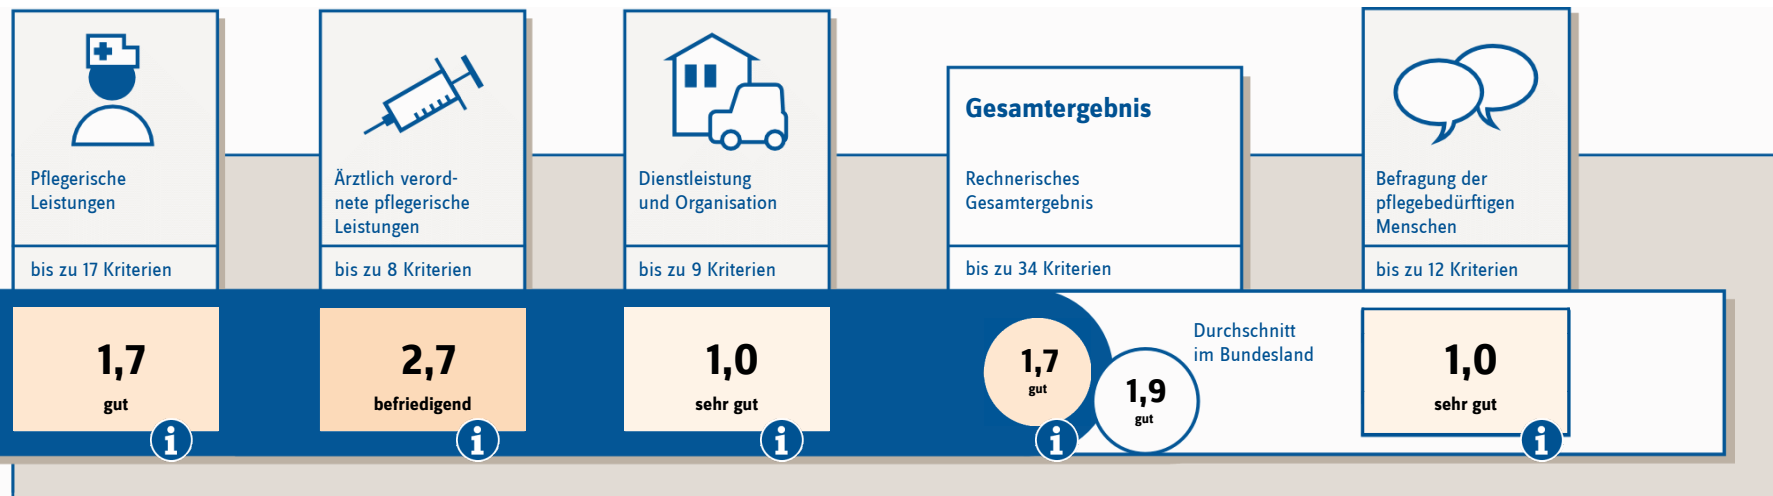 Pflegerische
Leistungen
bis zu 17 Kriterien
1,7
gut
Ärztlich verord-
nete pflegerische
Leistungen
bis zu 8 Kriterien
2,7
befriedigend
Dienstleistung
und Organisation
bis zu 9 Kriterien
1,0
sehr gut
Gesamtergebnis
Rechnerisches
Gesamtergebnis
bis zu 34 Kriterien
1,7
gut
1,9
gut
Durchschnitt
im Bundesland
Befragung der
pflegebedürftigen
Menschen
bis zu 12 Kriterien
1,0
sehr gut